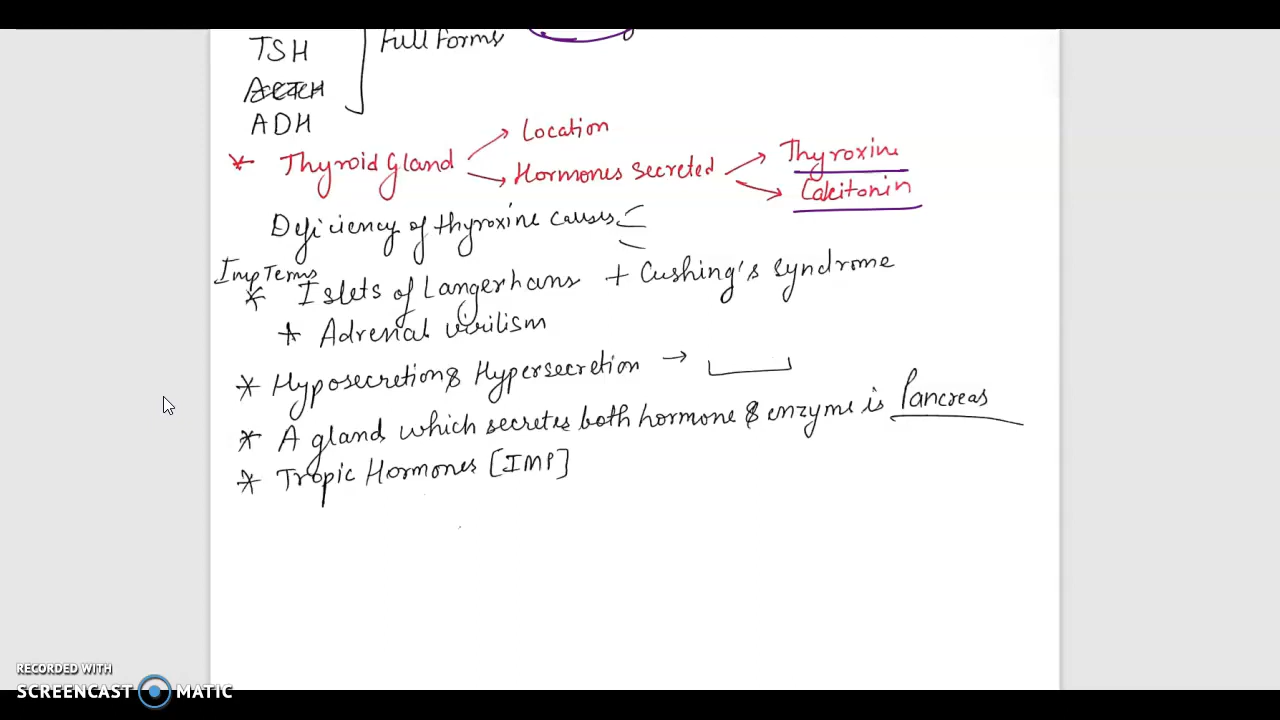 TSH
Full Forms
ACTCH
ADH
* Thyroid Gland → Location
→ Hormones Secreted → Thyroxine
→ Calcitonin
Deficiency of thyroxine causes
Imp Terms
* Islets of Langerhans + Cushing's syndrome
* Adrenal virilism
* Hyposecretion & Hypersecretion →
* A gland which secretes both hormone & enzyme is Pancreas
* Tropic Hormones [IMP]
RECORDED WITH
SCREENCAST MATIC